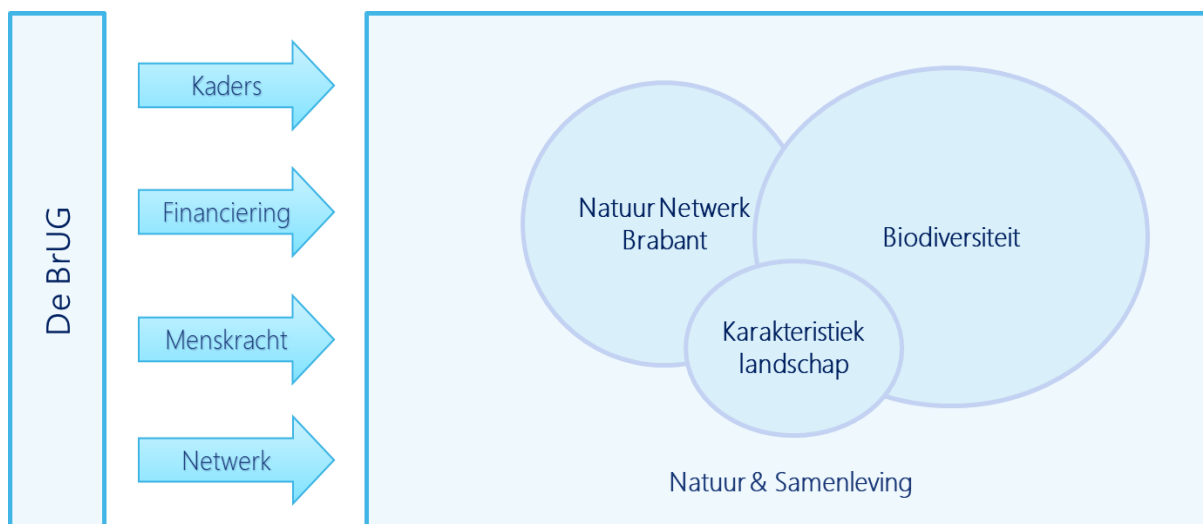 De BrUG
Kaders
Financiering
Menskracht
Netwerk
Natuur Netwerk
Brabant
Biodiversiteit
Karakteristiek
landschap
Natuur & Samenleving